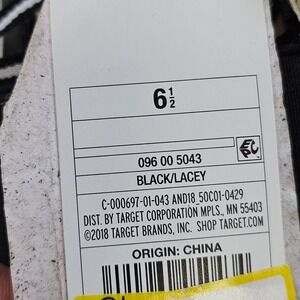 6 1/2
096 00 5043
BLACK/LACEY
C-000697-01-043 AND18_50C01-0429
DIST. BY TARGET CORPORATION MPLS., MN 55403
©2018 TARGET BRANDS, INC. SHOP TARGET.COM
ORIGIN: CHINA